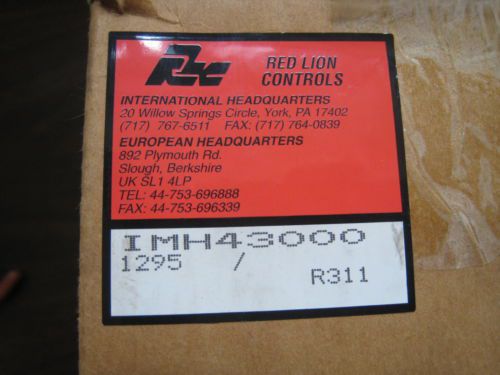 RLC
RED LION
CONTROLS
INTERNATIONAL HEADQUARTERS
20 Willow Springs Circle, York, PA 17402
(717) 767-6511 FAX: (717) 764-0839
EUROPEAN HEADQUARTERS
892 Plymouth Rd.
Slough, Berkshire
UK SL1 4LP
TEL: 44-753-696888
FAX: 44-753-696339
IMH43000
1295 /
R311